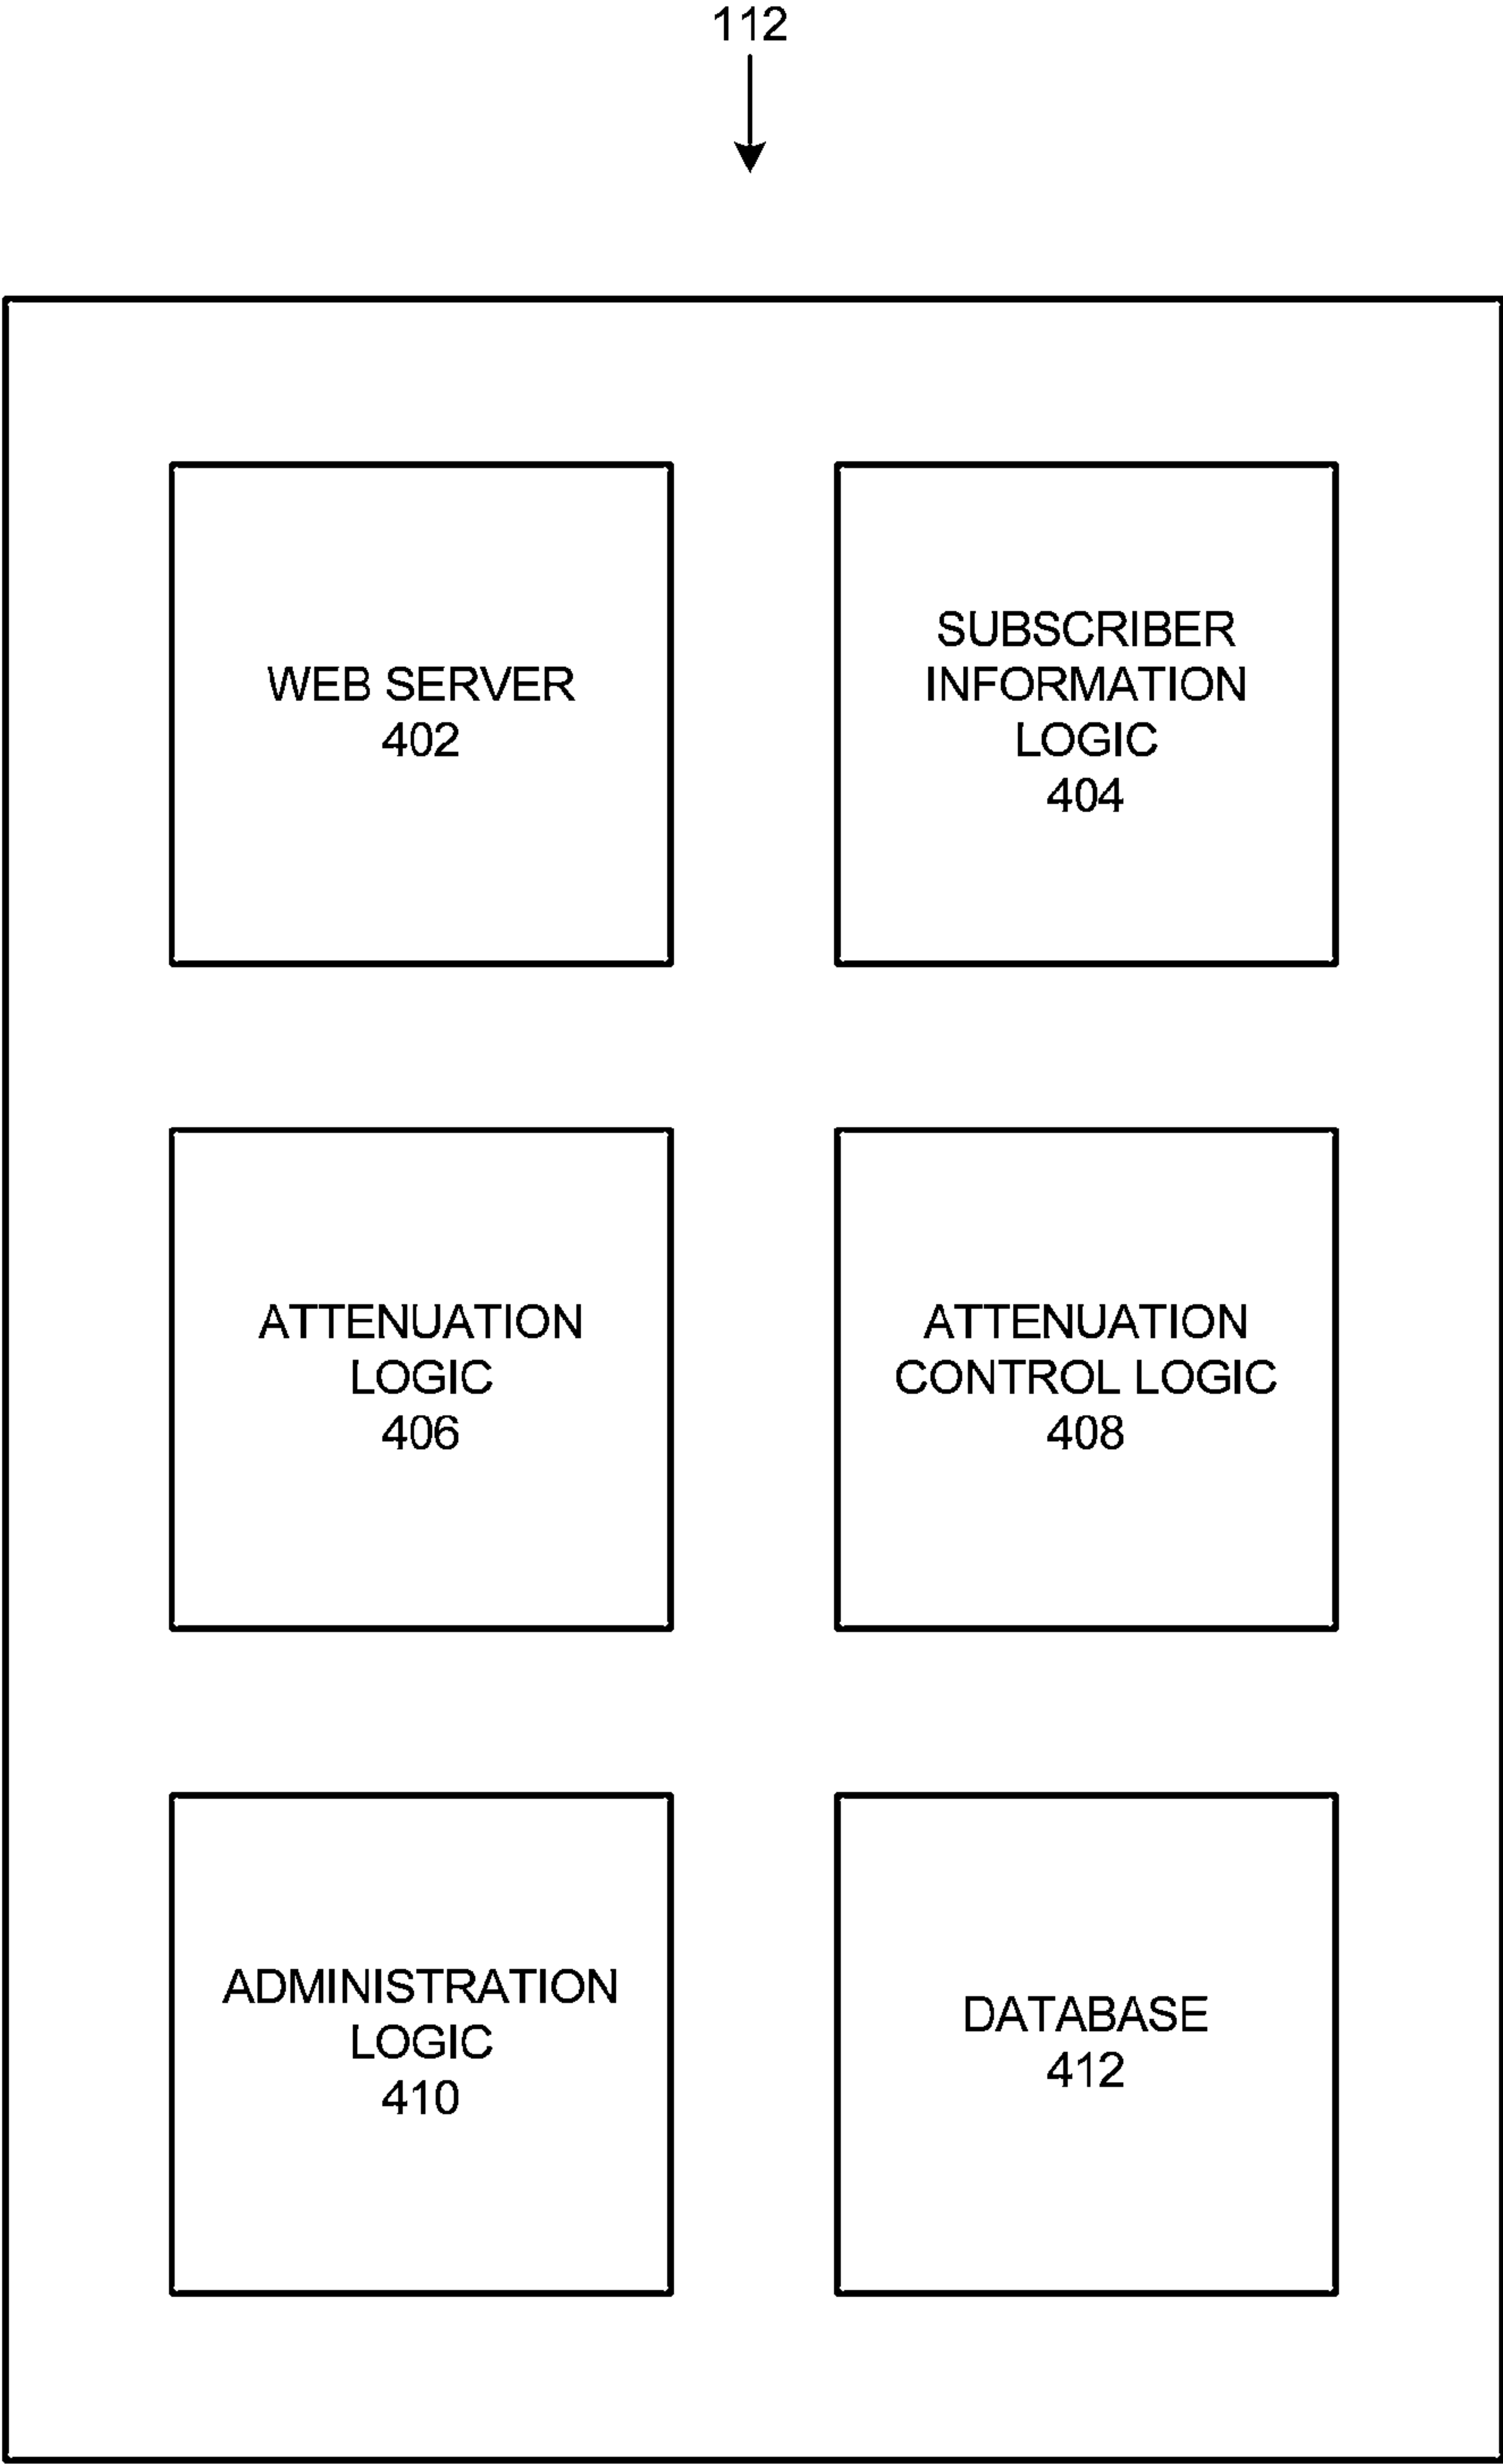 112
WEB SERVER
402
SUBSCRIBER
INFORMATION
LOGIC
404
ATTENUATION
LOGIC
406
ATTENUATION
CONTROL LOGIC
408
ADMINISTRATION
LOGIC
410
DATABASE
412